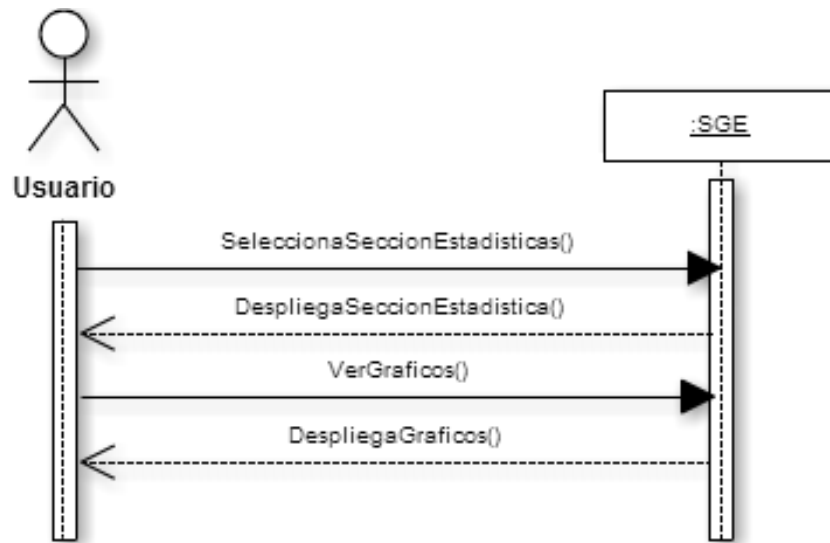 :SGE
Usuario
SeleccionaSeccionEstadisticas()
DespliegaSeccionEstadistica()
VerGraficos()
DespliegaGraficos()